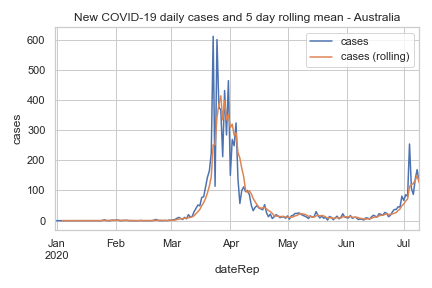 New COVID-19 daily cases and 5 day rolling mean - Australia
cases
cases (rolling)
600
500
400
300
200
100
0
cases
Jan
2020
Feb
Mar
Apr
May
Jun
Jul
dateRep